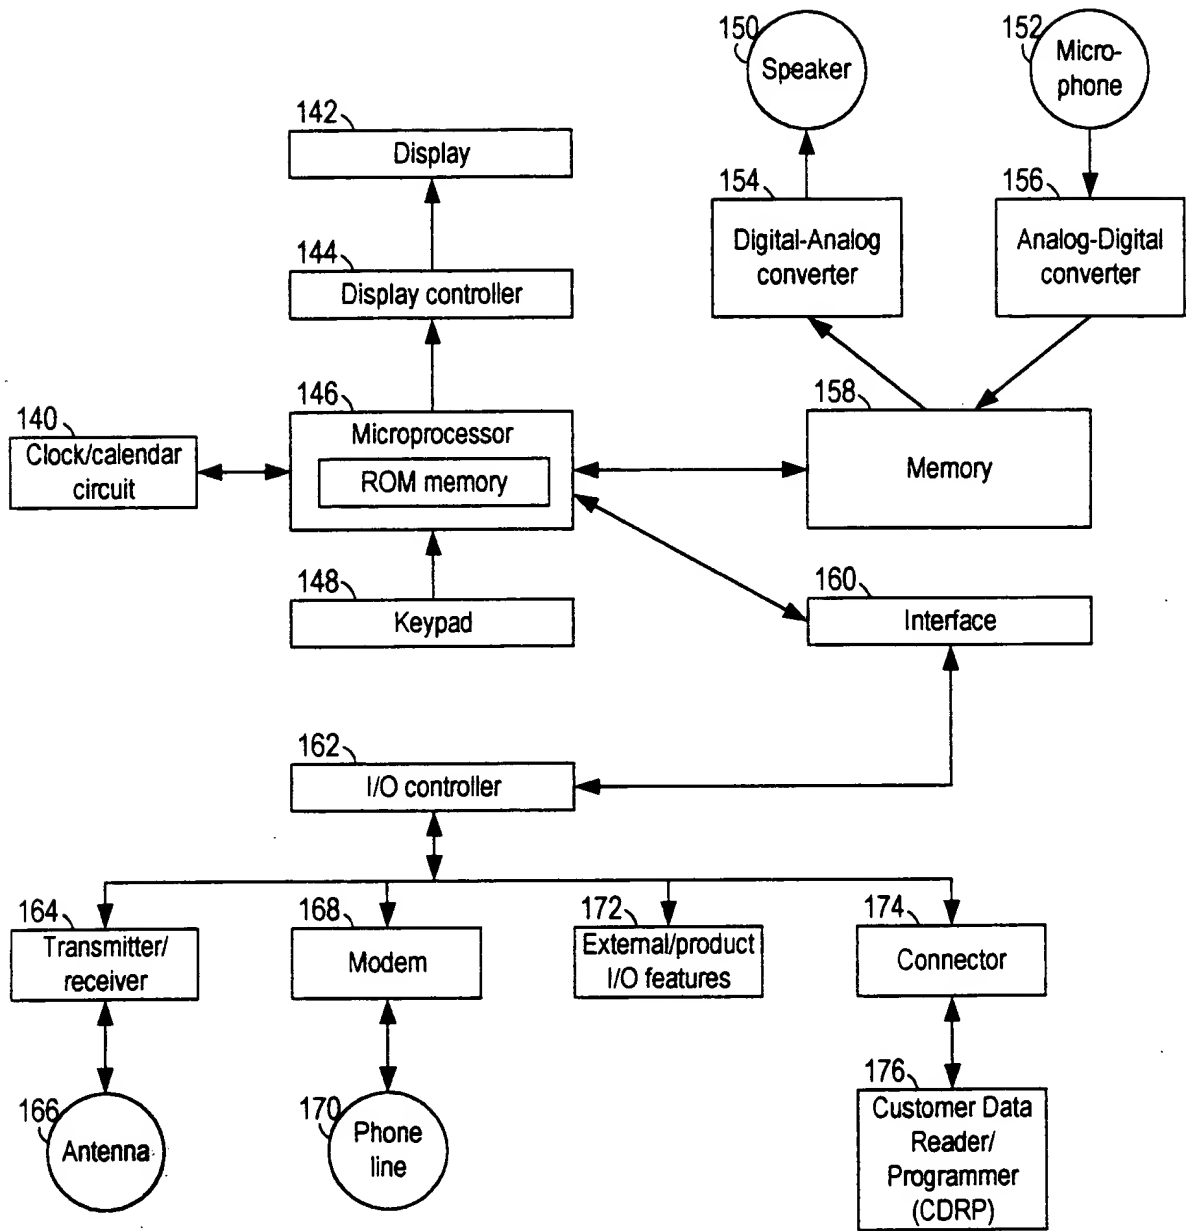 150
Speaker
152
Micro-
phone
142
Display
154
Digital-Analog
converter
156
Analog-Digital
converter
144
Display controller
146
Microprocessor
ROM memory
158
Memory
140
Clock/calendar
circuit
148
Keypad
160
Interface
162
I/O controller
164
Transmitter/
receiver
168
Modem
172
External/product
I/O features
174
Connector
166
Antenna
170
Phone
line
176
Customer Data
Reader/
Programmer
(CDRP)